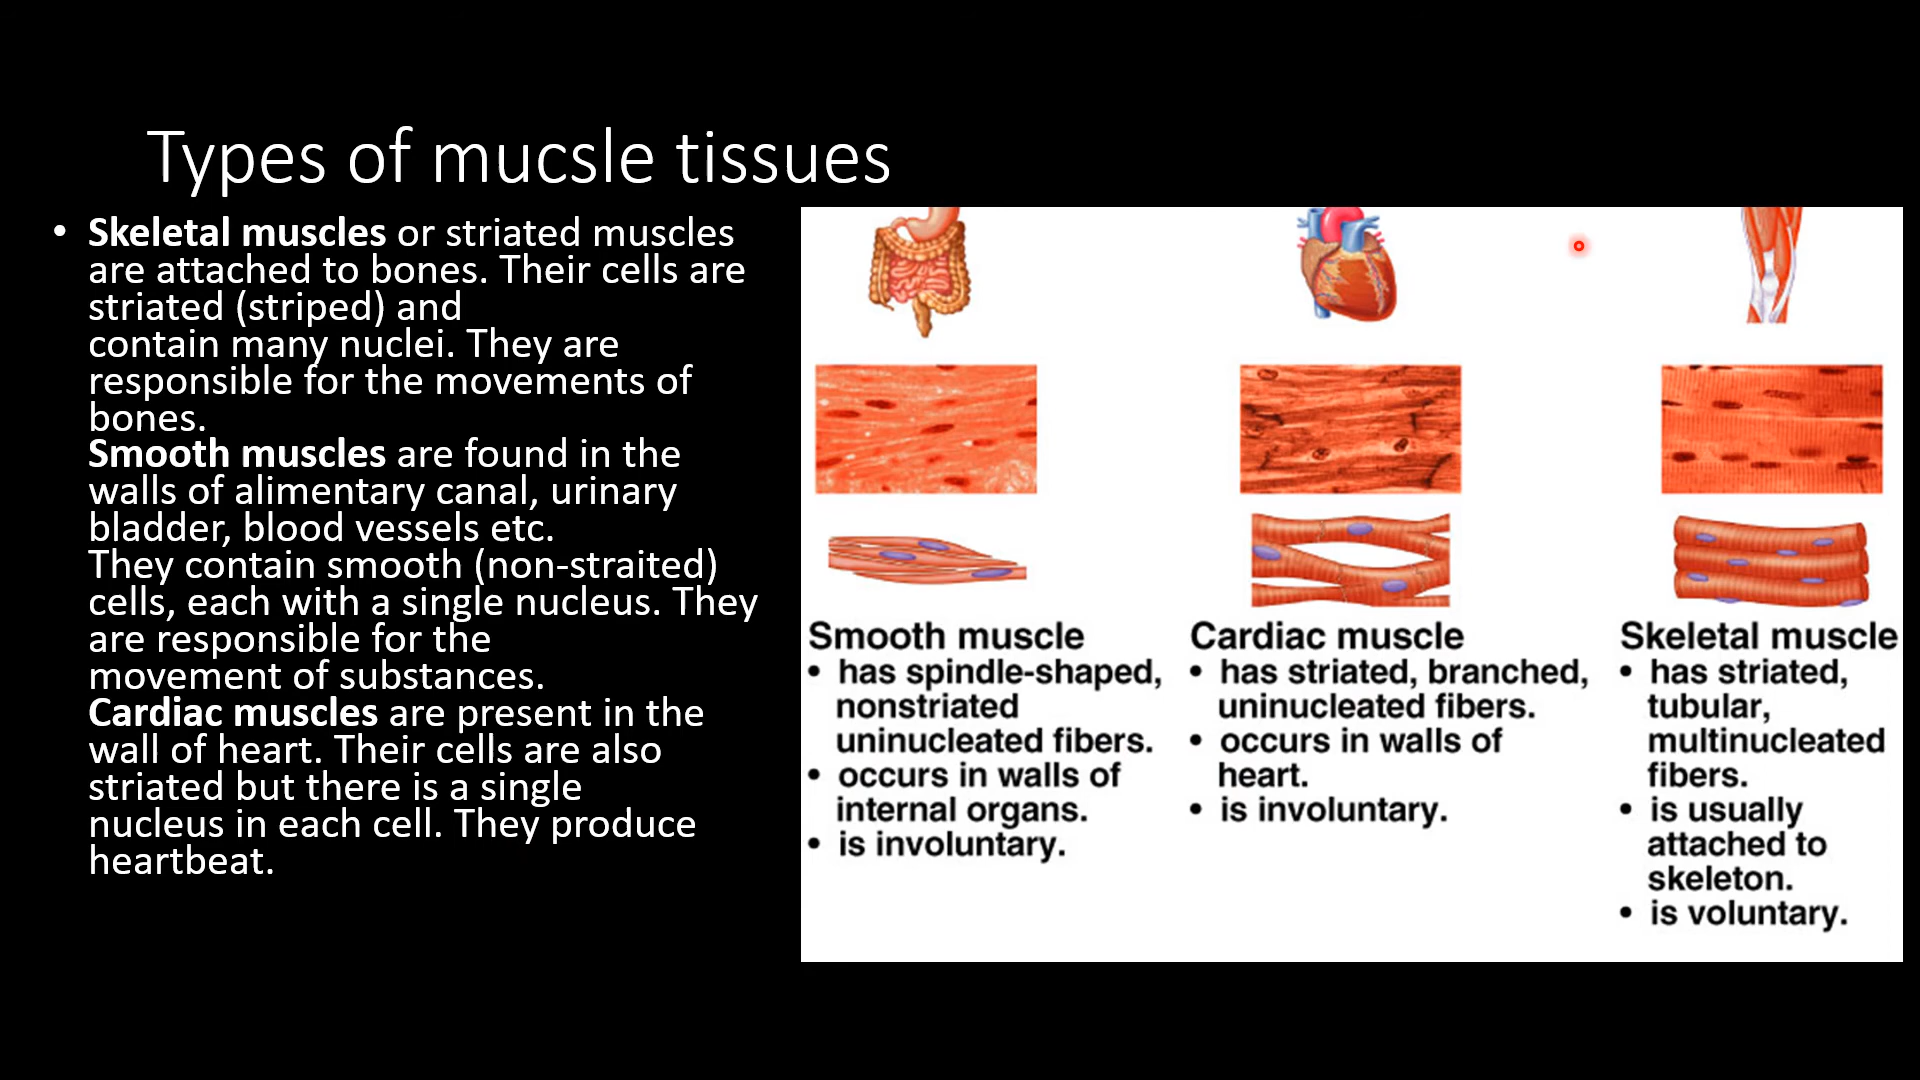 Types of mucsle tissues
• Skeletal muscles or striated muscles
are attached to bones. Their cells are
striated (striped) and
contain many nuclei. They are
responsible for the movements of
bones.
Smooth muscles are found in the
walls of alimentary canal, urinary
bladder, blood vessels etc.
They contain smooth (non-straited)
cells, each with a single nucleus. They
are responsible for the
movement of substances.
Cardiac muscles are present in the
wall of heart. Their cells are also
striated but there is a single
nucleus in each cell. They produce
heartbeat.
Smooth muscle
• has spindle-shaped,
nonstriated
uninucleated fibers.
• occurs in walls of
internal organs.
• is involuntary.
Cardiac muscle
• has striated, branched,
uninucleated fibers.
• occurs in walls of
heart.
• is involuntary.
Skeletal muscle
• has striated,
tubular,
multinucleated
fibers.
• is usually
attached to
skeleton.
• is voluntary.